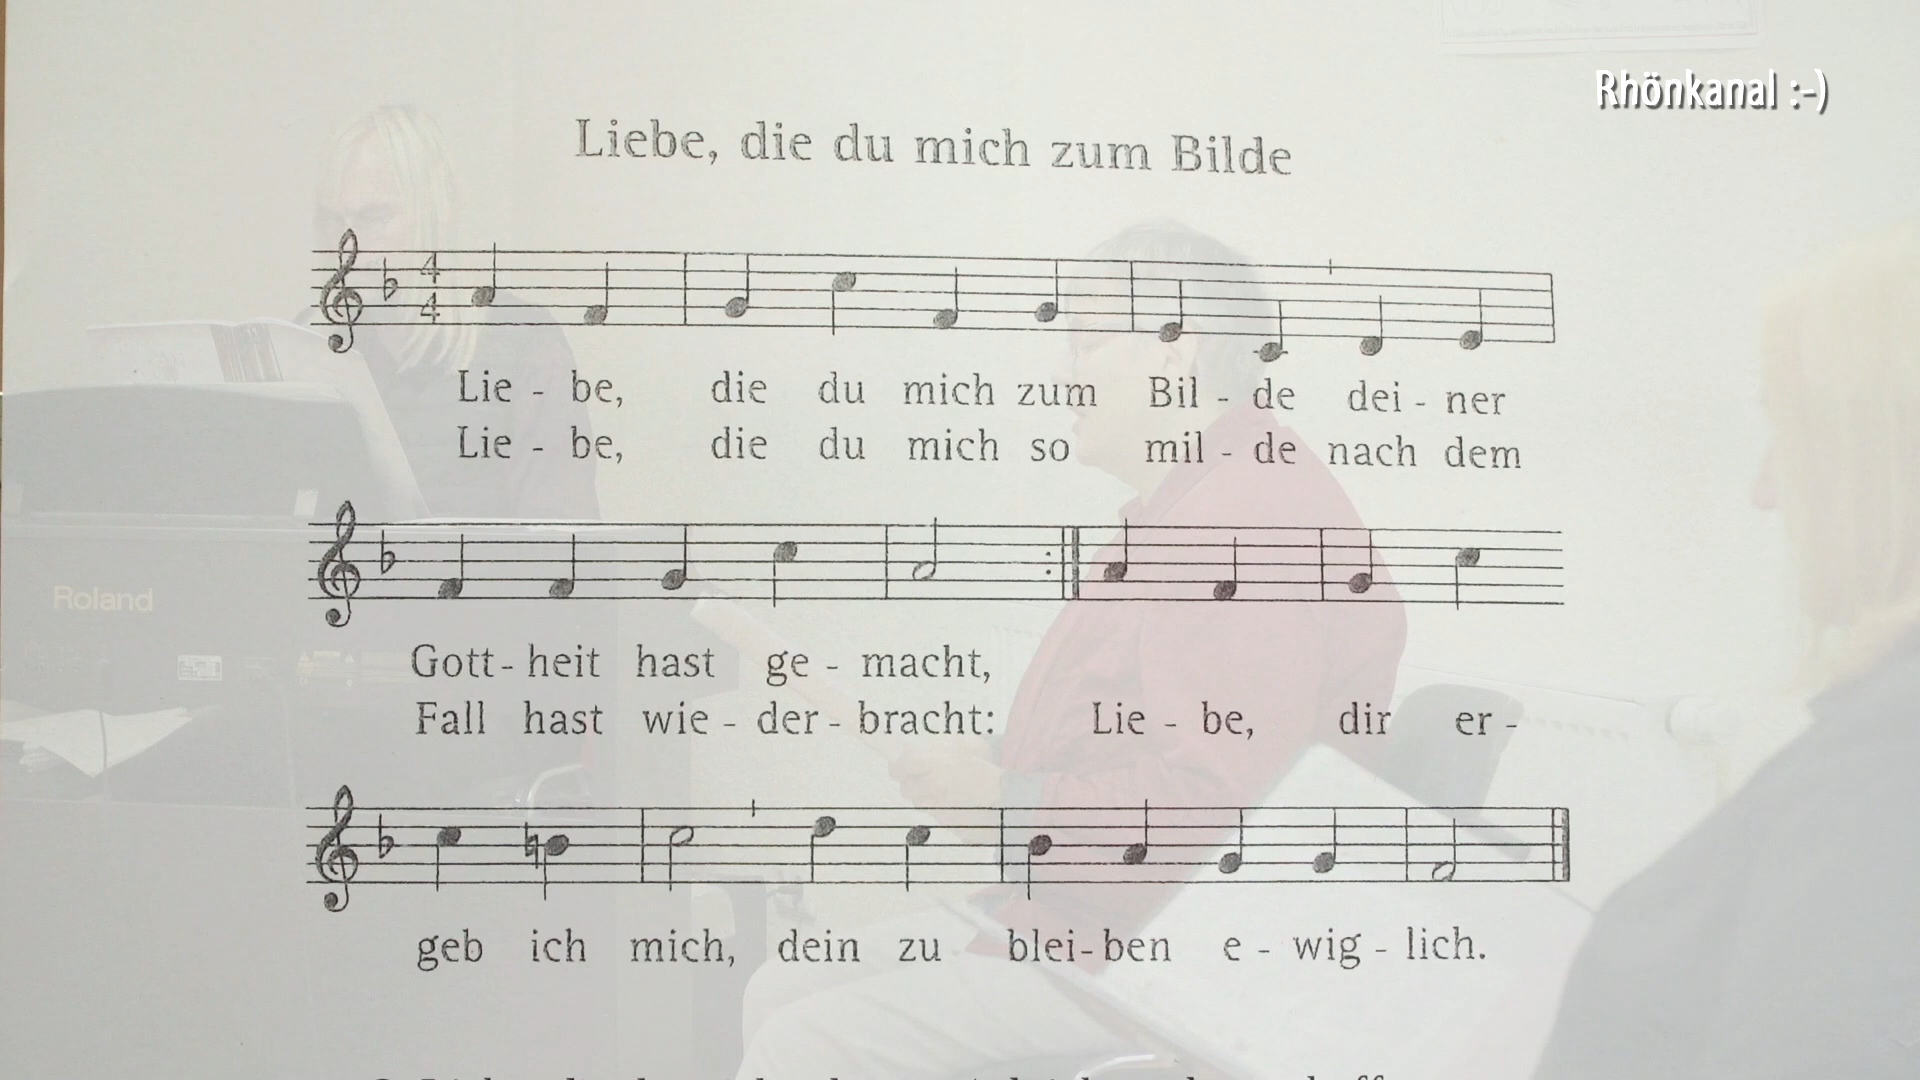 Rhönkanal :-)
Liebe, die du mich zum Bilde
4
4
Lie - be, die du mich zum Bil - de dei - ner
Lie - be, die du mich so mil - de nach dem
Roland
Gott - heit hast ge - macht,
Fall hast wie - der - bracht: Lie - be, dir er -
geb ich mich, dein zu blei - ben e - wig - lich.